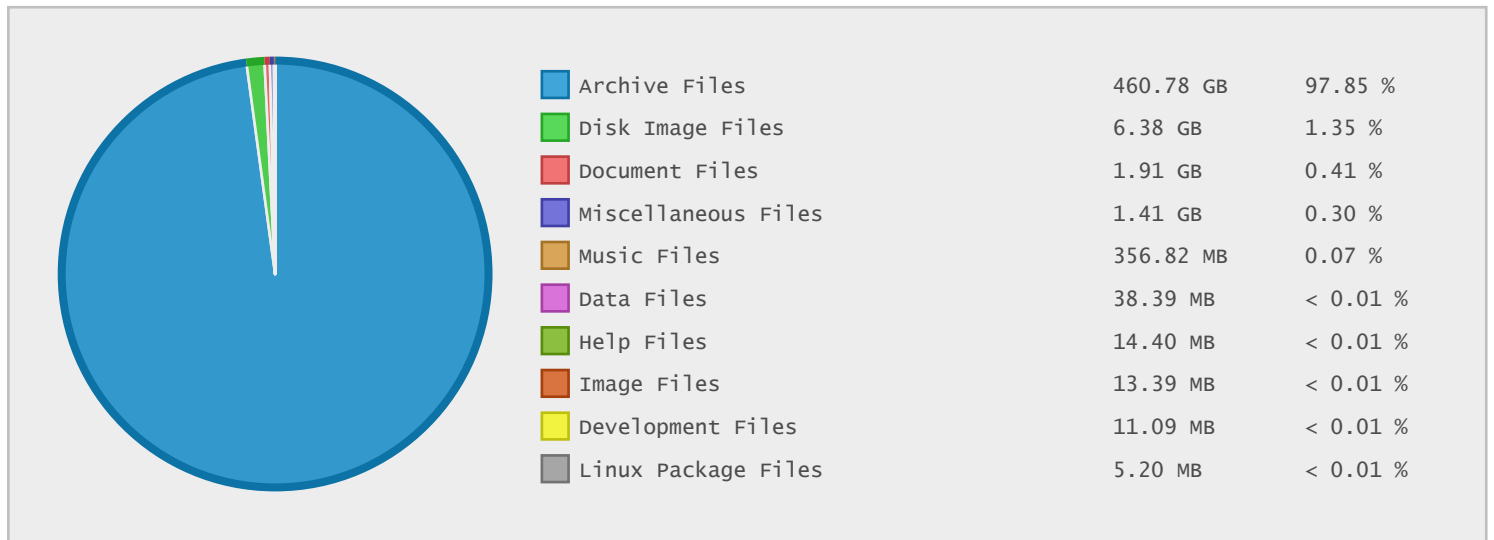 Archive Files 460.78 GB 97.85 %
Disk Image Files 6.38 GB 1.35 %
Document Files 1.91 GB 0.41 %
Miscellaneous Files 1.41 GB 0.30 %
Music Files 356.82 MB 0.07 %
Data Files 38.39 MB < 0.01 %
Help Files 14.40 MB < 0.01 %
Image Files 13.39 MB < 0.01 %
Development Files 11.09 MB < 0.01 %
Linux Package Files 5.20 MB < 0.01 %